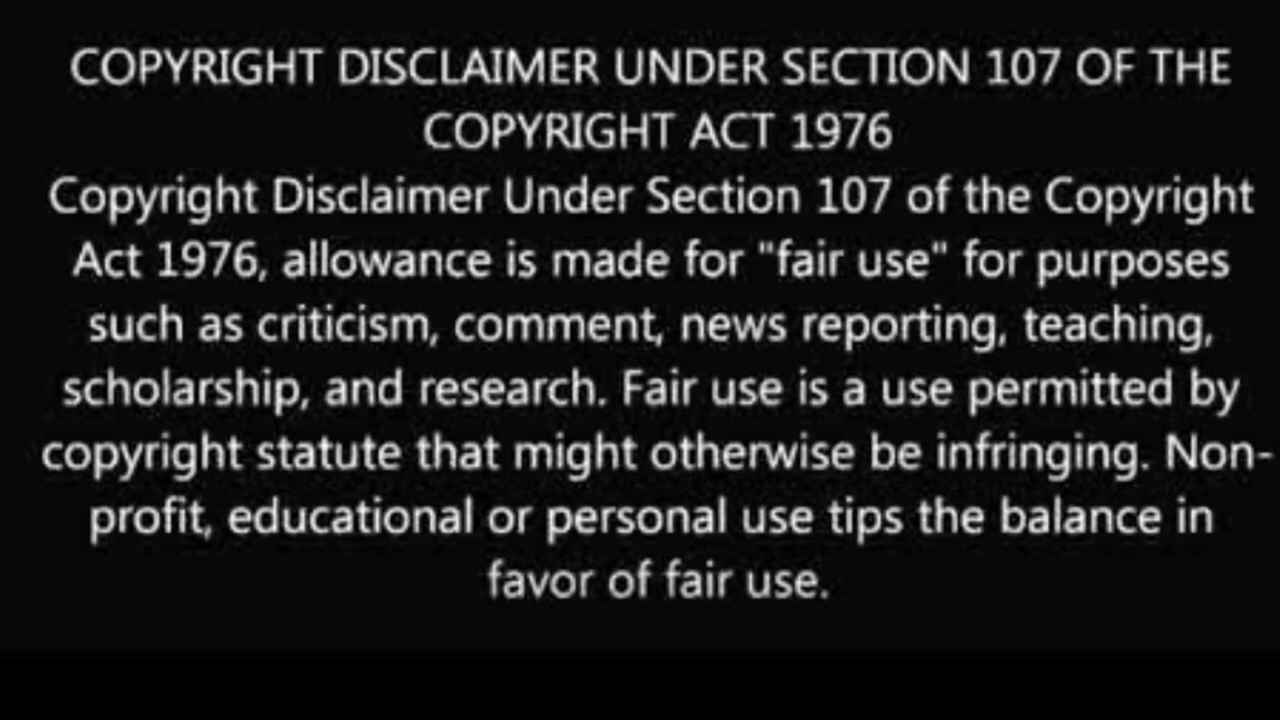 COPYRIGHT DISCLAIMER UNDER SECTION 107 OF THE
COPYRIGHT ACT 1976
Copyright Disclaimer Under Section 107 of the Copyright
Act 1976, allowance is made for "fair use" for purposes
such as criticism, comment, news reporting, teaching,
scholarship, and research. Fair use is a use permitted by
copyright statute that might otherwise be infringing. Non-
profit, educational or personal use tips the balance in
favor of fair use.